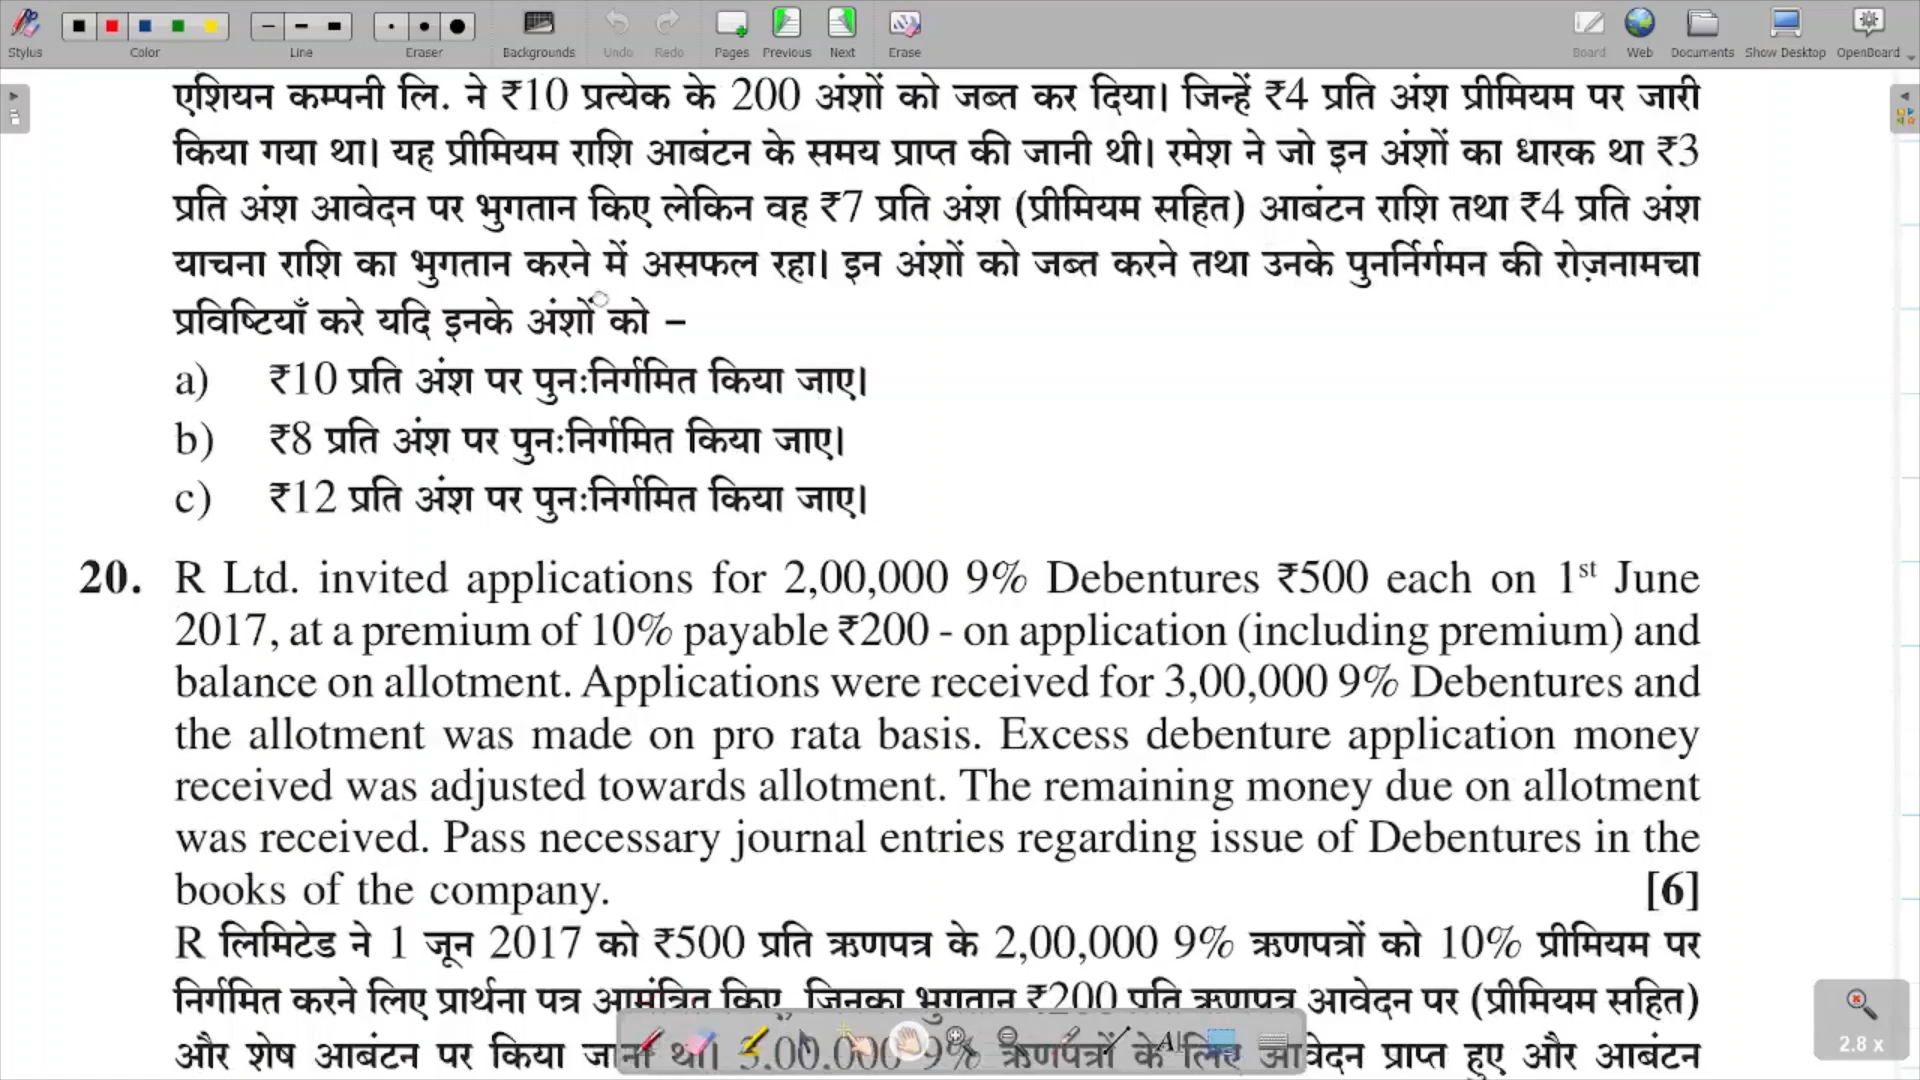 Stylus
Color
Line
Eraser
Backgrounds
Undo
Redo
Pages
Previous
Next
Erase
Board
Web
Documents
Show Desktop
OpenBoard
एशियन कम्पनी लि. ने ₹10 प्रत्येक के 200 अंशों को जब्त कर दिया। जिन्हें ₹4 प्रति अंश प्रीमियम पर जारी
किया गया था। यह प्रीमियम राशि आबंटन के समय प्राप्त की जानी थी। रमेश ने जो इन अंशों का धारक था ₹3
प्रति अंश आवेदन पर भुगतान किए लेकिन वह ₹7 प्रति अंश (प्रीमियम सहित) आबंटन राशि तथा ₹4 प्रति अंश
याचना राशि का भुगतान करने में असफल रहा। इन अंशों को जब्त करने तथा उनके पुनर्निर्गमन की रोज़नामचा
प्रविष्टियाँ करे यदि इनके अंशों को –
a) ₹10 प्रति अंश पर पुनःनिर्गमित किया जाए।
b) ₹8 प्रति अंश पर पुनःनिर्गमित किया जाए।
c) ₹12 प्रति अंश पर पुनःनिर्गमित किया जाए।
20. R Ltd. invited applications for 2,00,000 9% Debentures ₹500 each on 1st June
2017, at a premium of 10% payable ₹200 - on application (including premium) and
balance on allotment. Applications were received for 3,00,000 9% Debentures and
the allotment was made on pro rata basis. Excess debenture application money
received was adjusted towards allotment. The remaining money due on allotment
was received. Pass necessary journal entries regarding issue of Debentures in the
books of the company. [6]
R लिमिटेड ने 1 जून 2017 को ₹500 प्रति ऋणपत्र के 2,00,000 9% ऋणपत्रों को 10% प्रीमियम पर
निर्गमित करने लिए प्रार्थना पत्र आमंत्रित किए, जिनका भुगतान ₹200 प्रति ऋणपत्र आवेदन पर (प्रीमियम सहित)
और शेष आबंटन पर किया जाना था। 3,00,000 9% ऋणपत्रों के लिए आवेदन प्राप्त हुए और आबंटन
2.8 x